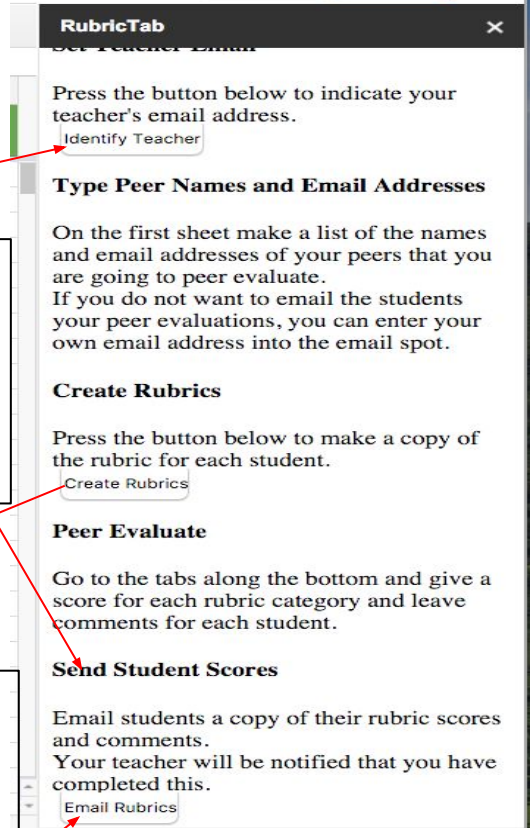 RubricTab ×
Set Teacher Email
Press the button below to indicate your
teacher's email address.
Identify Teacher
Type Peer Names and Email Addresses
On the first sheet make a list of the names
and email addresses of your peers that you
are going to peer evaluate.
If you do not want to email the students
your peer evaluations, you can enter your
own email address into the email spot.
Create Rubrics
Press the button below to make a copy of
the rubric for each student.
Create Rubrics
Peer Evaluate
Go to the tabs along the bottom and give a
score for each rubric category and leave
comments for each student.
Send Student Scores
Email students a copy of their rubric scores
and comments.
Your teacher will be notified that you have
completed this.
Email Rubrics